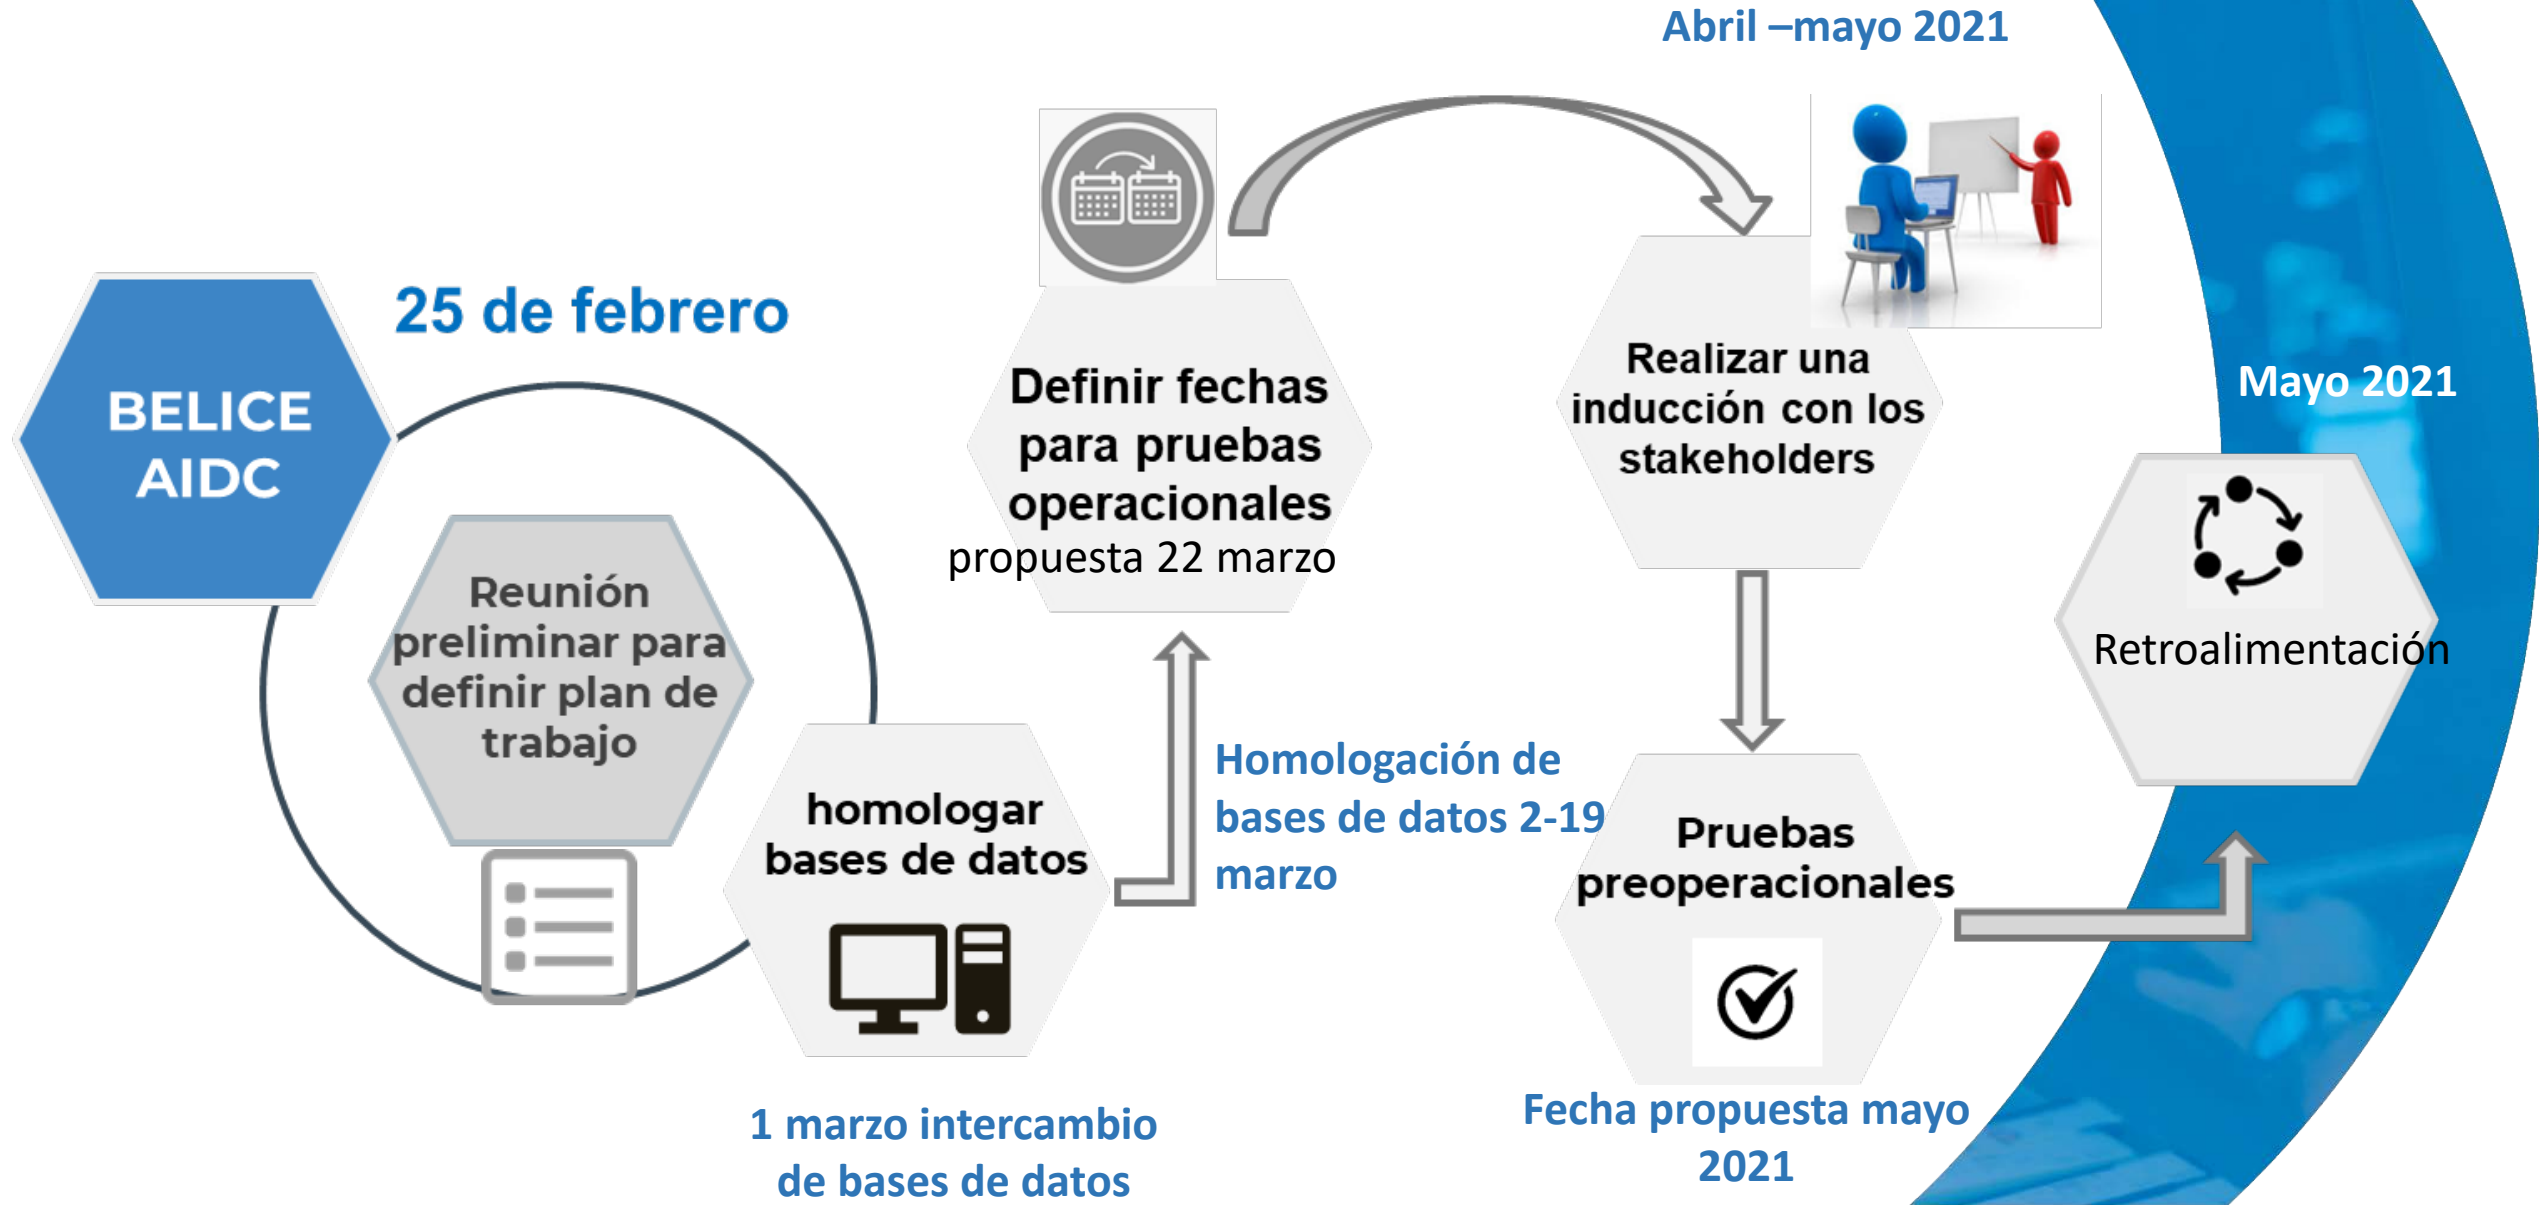 BELICE
AIDC
25 de febrero
Reunión
preliminar para
definir plan de
trabajo
homologar
bases de datos
1 marzo intercambio
de bases de datos
Homologación de
bases de datos 2-19
marzo
Definir fechas
para pruebas
operacionales
propuesta 22 marzo
Abril –mayo 2021
Realizar una
inducción con los
stakeholders
Pruebas
preoperacionales
Fecha propuesta mayo
2021
Mayo 2021
Retroalimentación